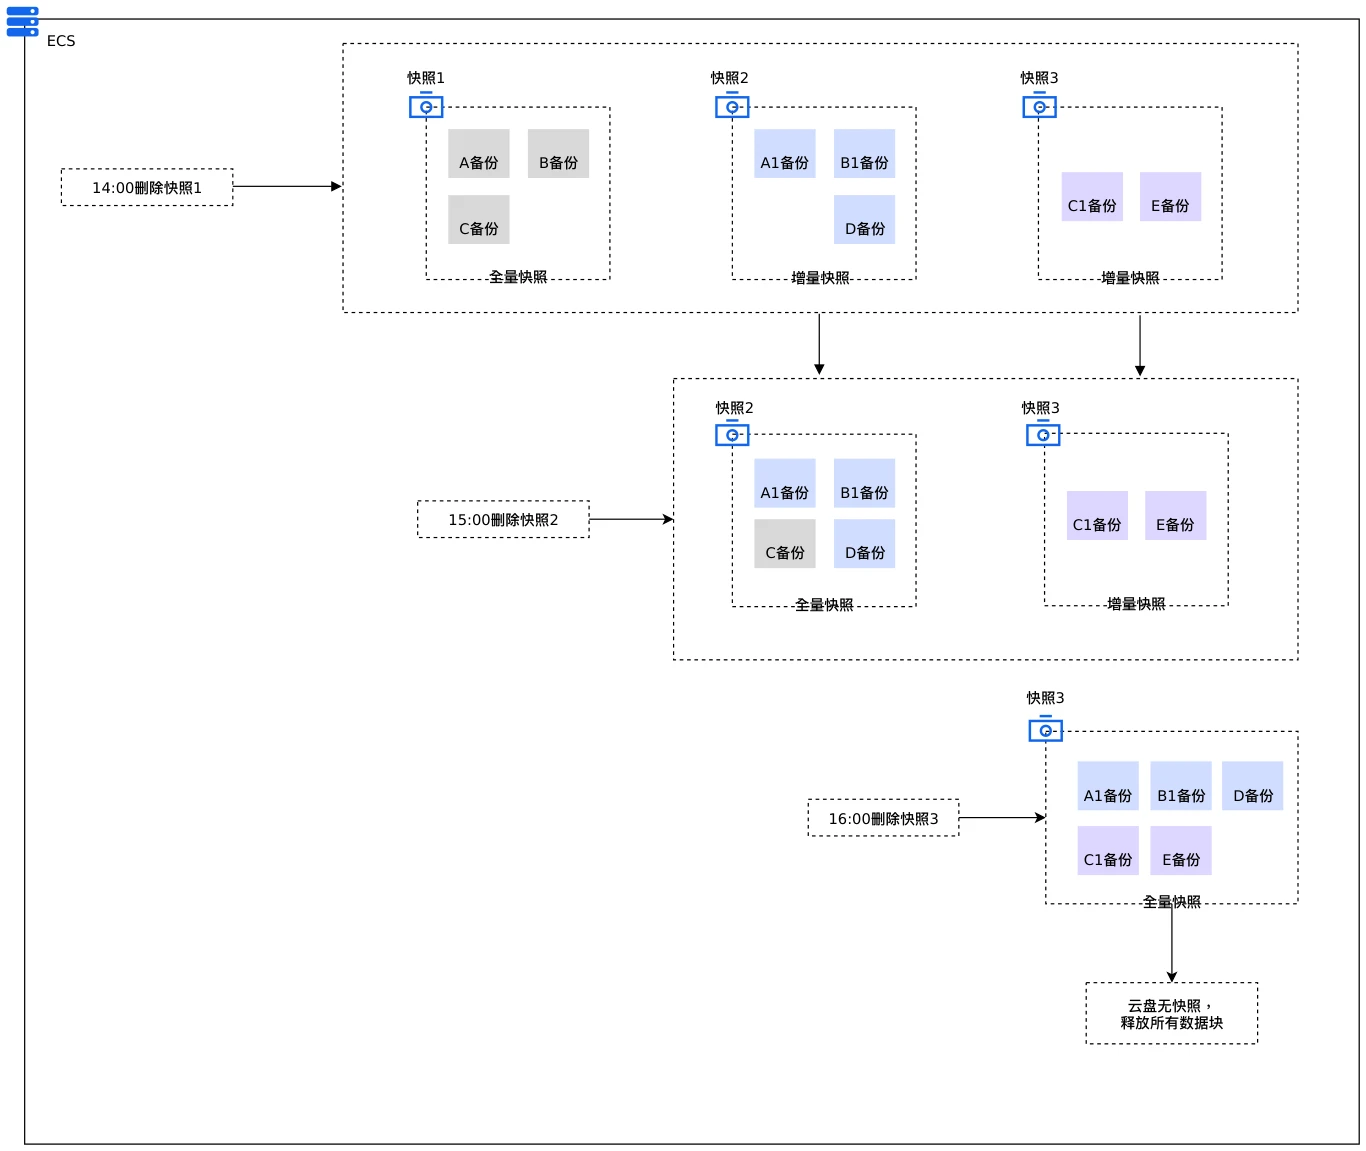 ECS
快照1
快照2
快照3
A备份
B备份
A1备份
B1备份
14:00删除快照1
C1备份
E备份
C备份
D备份
全量快照
增量快照
增量快照
快照2
快照3
A1备份
B1备份
15:00删除快照2
C1备份
E备份
C备份
D备份
全量快照
增量快照
快照3
A1备份
B1备份
D备份
16:00删除快照3
C1备份
E备份
全量快照
云盘无快照，
释放所有数据块